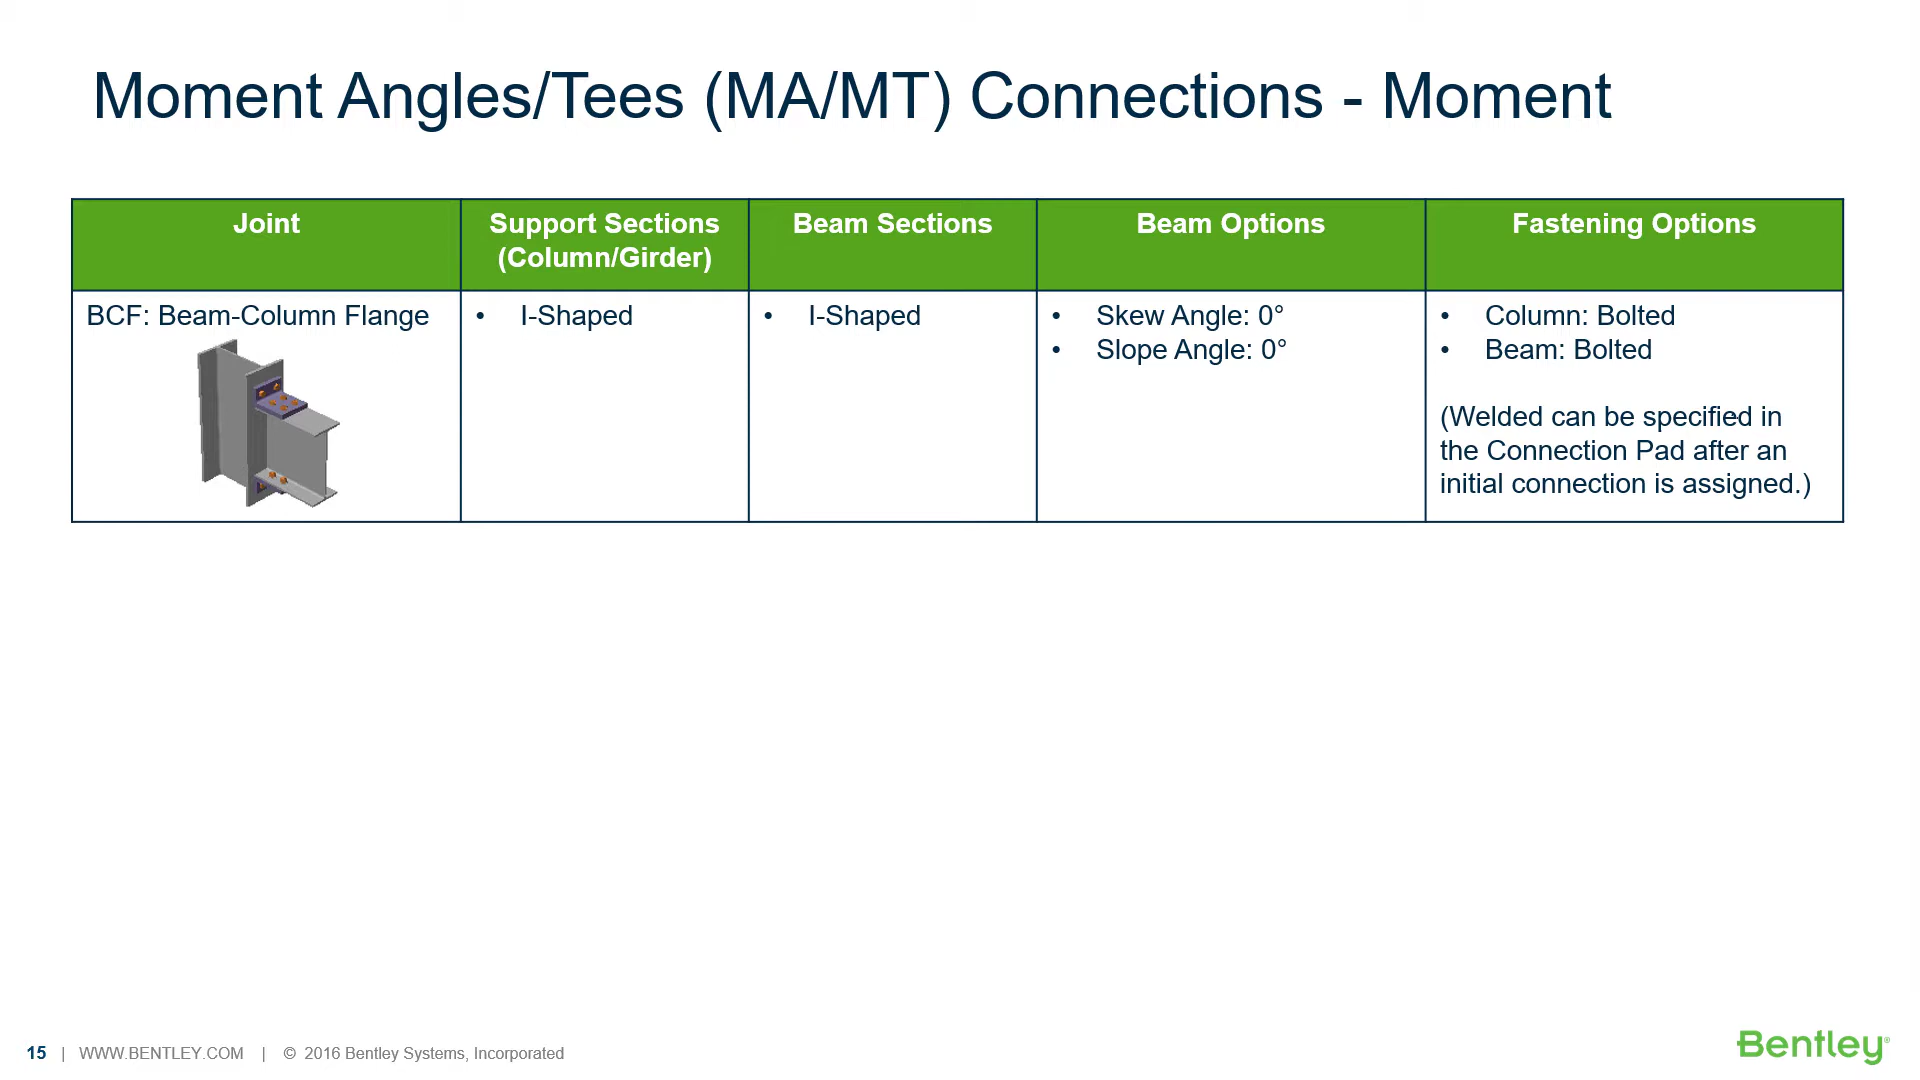 Moment Angles/Tees (MA/MT) Connections - Moment
Joint
Support Sections
(Column/Girder)
Beam Sections
Beam Options
Fastening Options
BCF: Beam-Column Flange
• I-Shaped
• I-Shaped
• Skew Angle: 0°
• Slope Angle: 0°
• Column: Bolted
• Beam: Bolted
(Welded can be specified in
the Connection Pad after an
initial connection is assigned.)
15 | WWW.BENTLEY.COM | © 2016 Bentley Systems, Incorporated
Bentley®